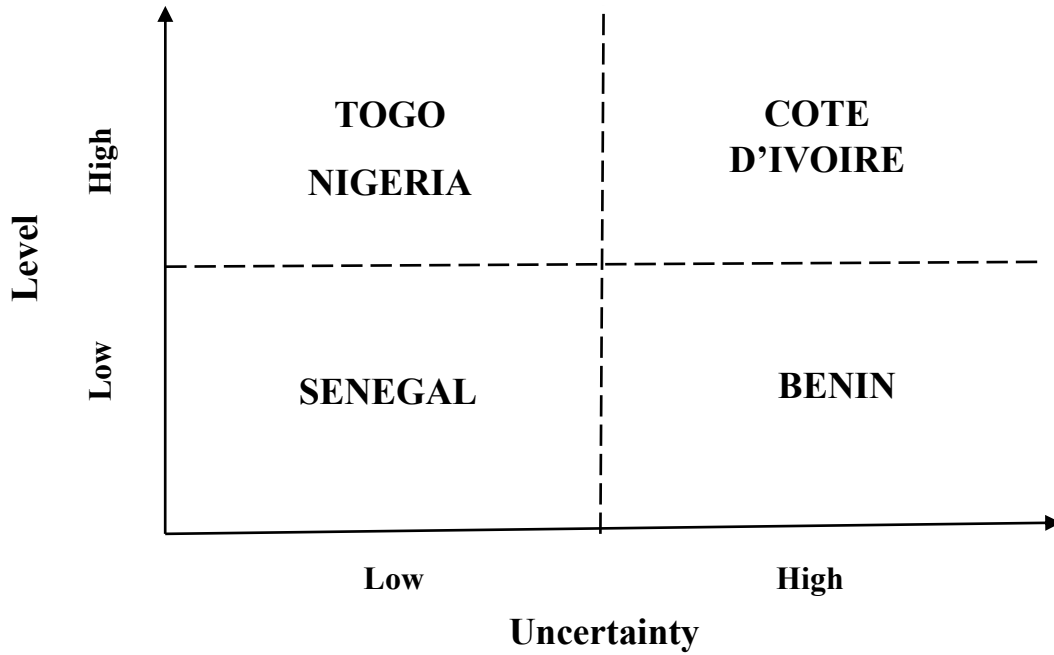 TOGO
NIGERIA
COTE
D’IVOIRE
High
Level
Low
SENEGAL
BENIN
Low
High
Uncertainty